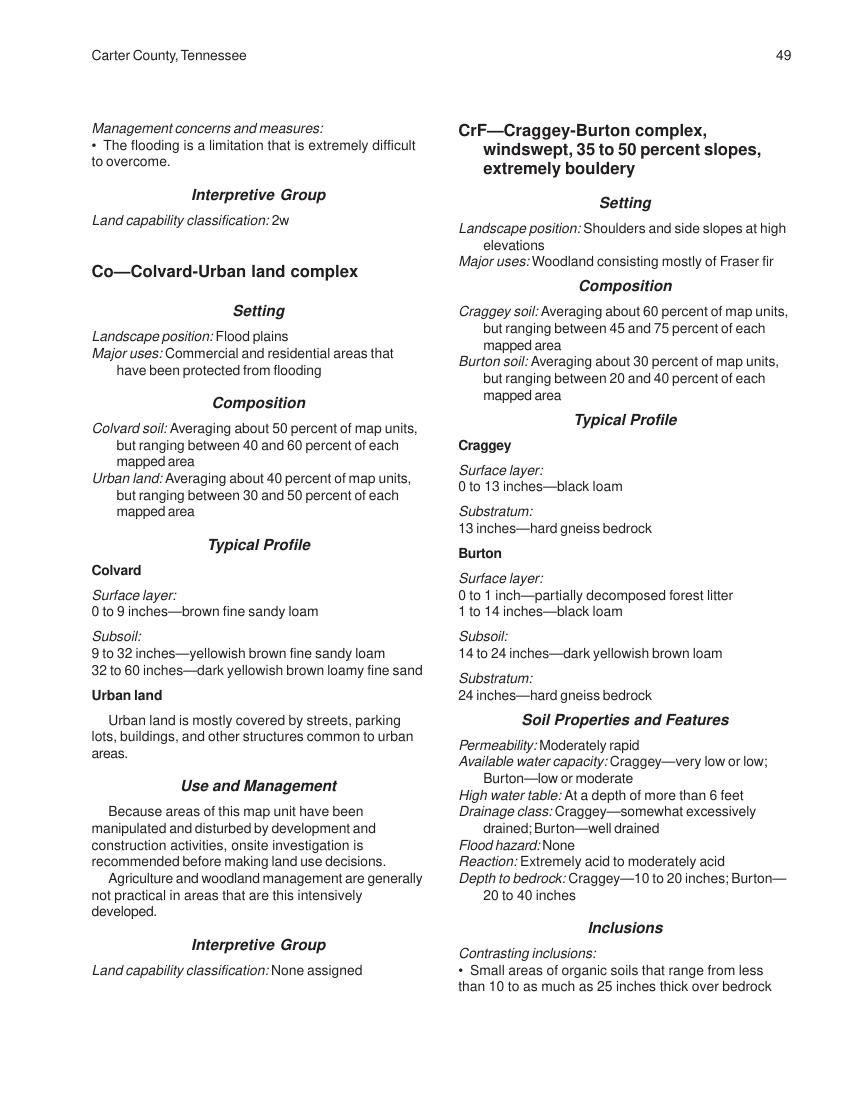 Carter County, Tennessee
49
Management concerns and measures:
• The flooding is a limitation that is extremely difficult
to overcome.
Interpretive Group
Land capability classification: 2w
Co—Colvard-Urban land complex
Setting
Landscape position: Flood plains
Major uses: Commercial and residential areas that
have been protected from flooding
Composition
Colvard soil: Averaging about 50 percent of map units,
but ranging between 40 and 60 percent of each
mapped area
Urban land: Averaging about 40 percent of map units,
but ranging between 30 and 50 percent of each
mapped area
Typical Profile
Colvard
Surface layer:
0 to 9 inches—brown fine sandy loam
Subsoil:
9 to 32 inches—yellowish brown fine sandy loam
32 to 60 inches—dark yellowish brown loamy fine sand
Urban land
Urban land is mostly covered by streets, parking
lots, buildings, and other structures common to urban
areas.
Use and Management
Because areas of this map unit have been
manipulated and disturbed by development and
construction activities, onsite investigation is
recommended before making land use decisions.
Agriculture and woodland management are generally
not practical in areas that are this intensively
developed.
Interpretive Group
Land capability classification: None assigned
CrF—Craggey-Burton complex,
windswept, 35 to 50 percent slopes,
extremely bouldery
Setting
Landscape position: Shoulders and side slopes at high
elevations
Major uses: Woodland consisting mostly of Fraser fir
Composition
Craggey soil: Averaging about 60 percent of map units,
but ranging between 45 and 75 percent of each
mapped area
Burton soil: Averaging about 30 percent of map units,
but ranging between 20 and 40 percent of each
mapped area
Typical Profile
Craggey
Surface layer:
0 to 13 inches—black loam
Substratum:
13 inches—hard gneiss bedrock
Burton
Surface layer:
0 to 1 inch—partially decomposed forest litter
1 to 14 inches—black loam
Subsoil:
14 to 24 inches—dark yellowish brown loam
Substratum:
24 inches—hard gneiss bedrock
Soil Properties and Features
Permeability: Moderately rapid
Available water capacity: Craggey—very low or low;
Burton—low or moderate
High water table: At a depth of more than 6 feet
Drainage class: Craggey—somewhat excessively
drained; Burton—well drained
Flood hazard: None
Reaction: Extremely acid to moderately acid
Depth to bedrock: Craggey—10 to 20 inches; Burton—
20 to 40 inches
Inclusions
Contrasting inclusions:
• Small areas of organic soils that range from less
than 10 to as much as 25 inches thick over bedrock